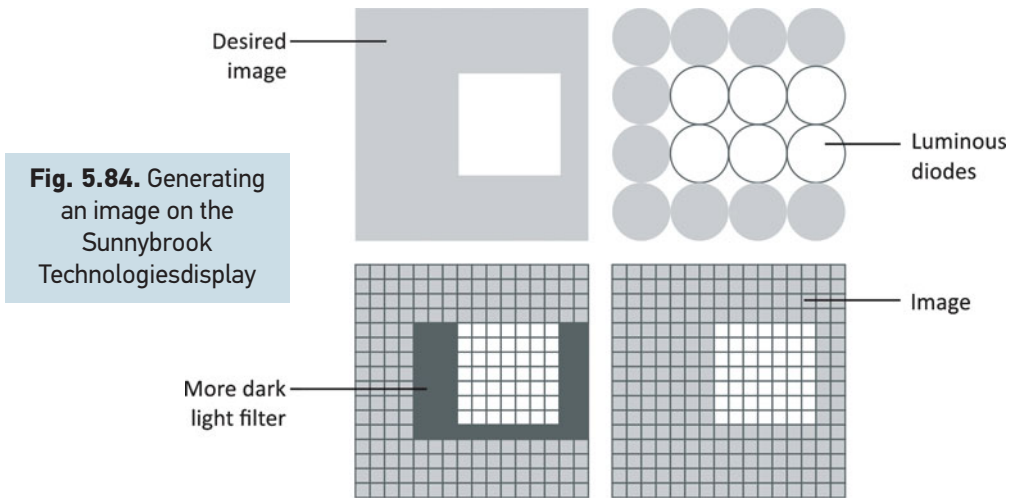 Desired
image
Luminous
diodes
Fig. 5.84. Generating
an image on the
Sunnybrook
Technologiesdisplay
Image
More dark
light filter